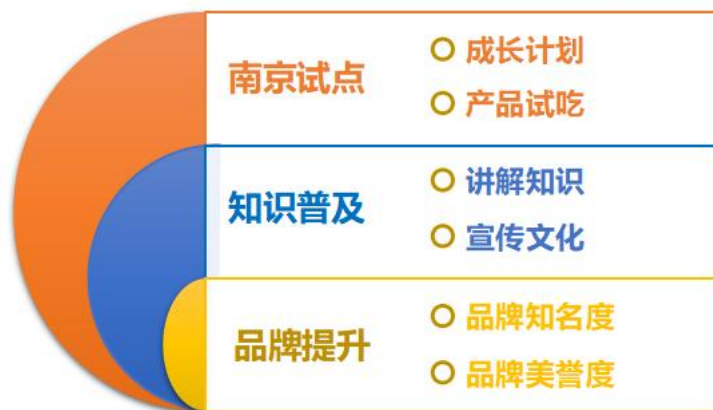 南京试点
成长计划
产品试吃
知识普及
讲解知识
宣传文化
品牌提升
品牌知名度
品牌美誉度